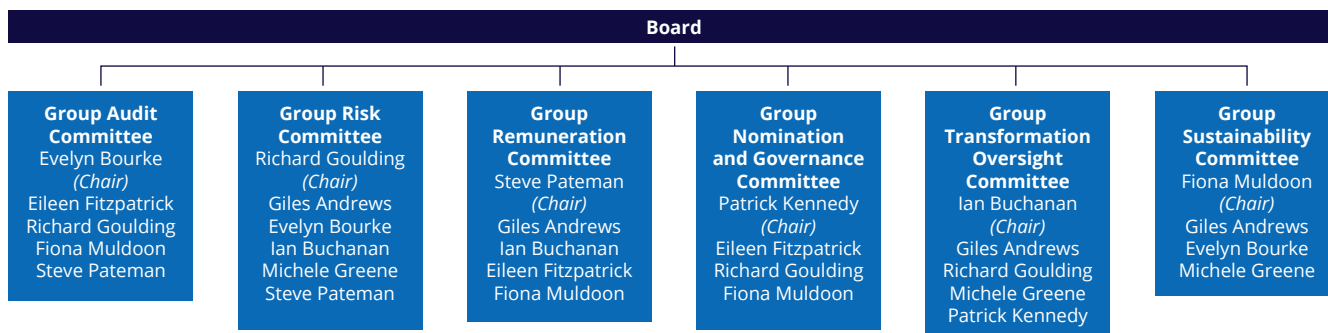 Board
Group Audit
Committee
Evelyn Bourke
(Chair)
Eileen Fitzpatrick
Richard Goulding
Fiona Muldoon
Steve Pateman
Group Risk
Committee
Richard Goulding
(Chair)
Giles Andrews
Evelyn Bourke
Ian Buchanan
Michele Greene
Steve Pateman
Group
Remuneration
Committee
Steve Pateman
(Chair)
Giles Andrews
Ian Buchanan
Eileen Fitzpatrick
Fiona Muldoon
Group
Nomination
and Governance
Committee
Patrick Kennedy
(Chair)
Eileen Fitzpatrick
Richard Goulding
Fiona Muldoon
Group
Transformation
Oversight
Committee
Ian Buchanan
(Chair)
Giles Andrews
Richard Goulding
Michele Greene
Patrick Kennedy
Group
Sustainability
Committee
Fiona Muldoon
(Chair)
Giles Andrews
Evelyn Bourke
Michele Greene